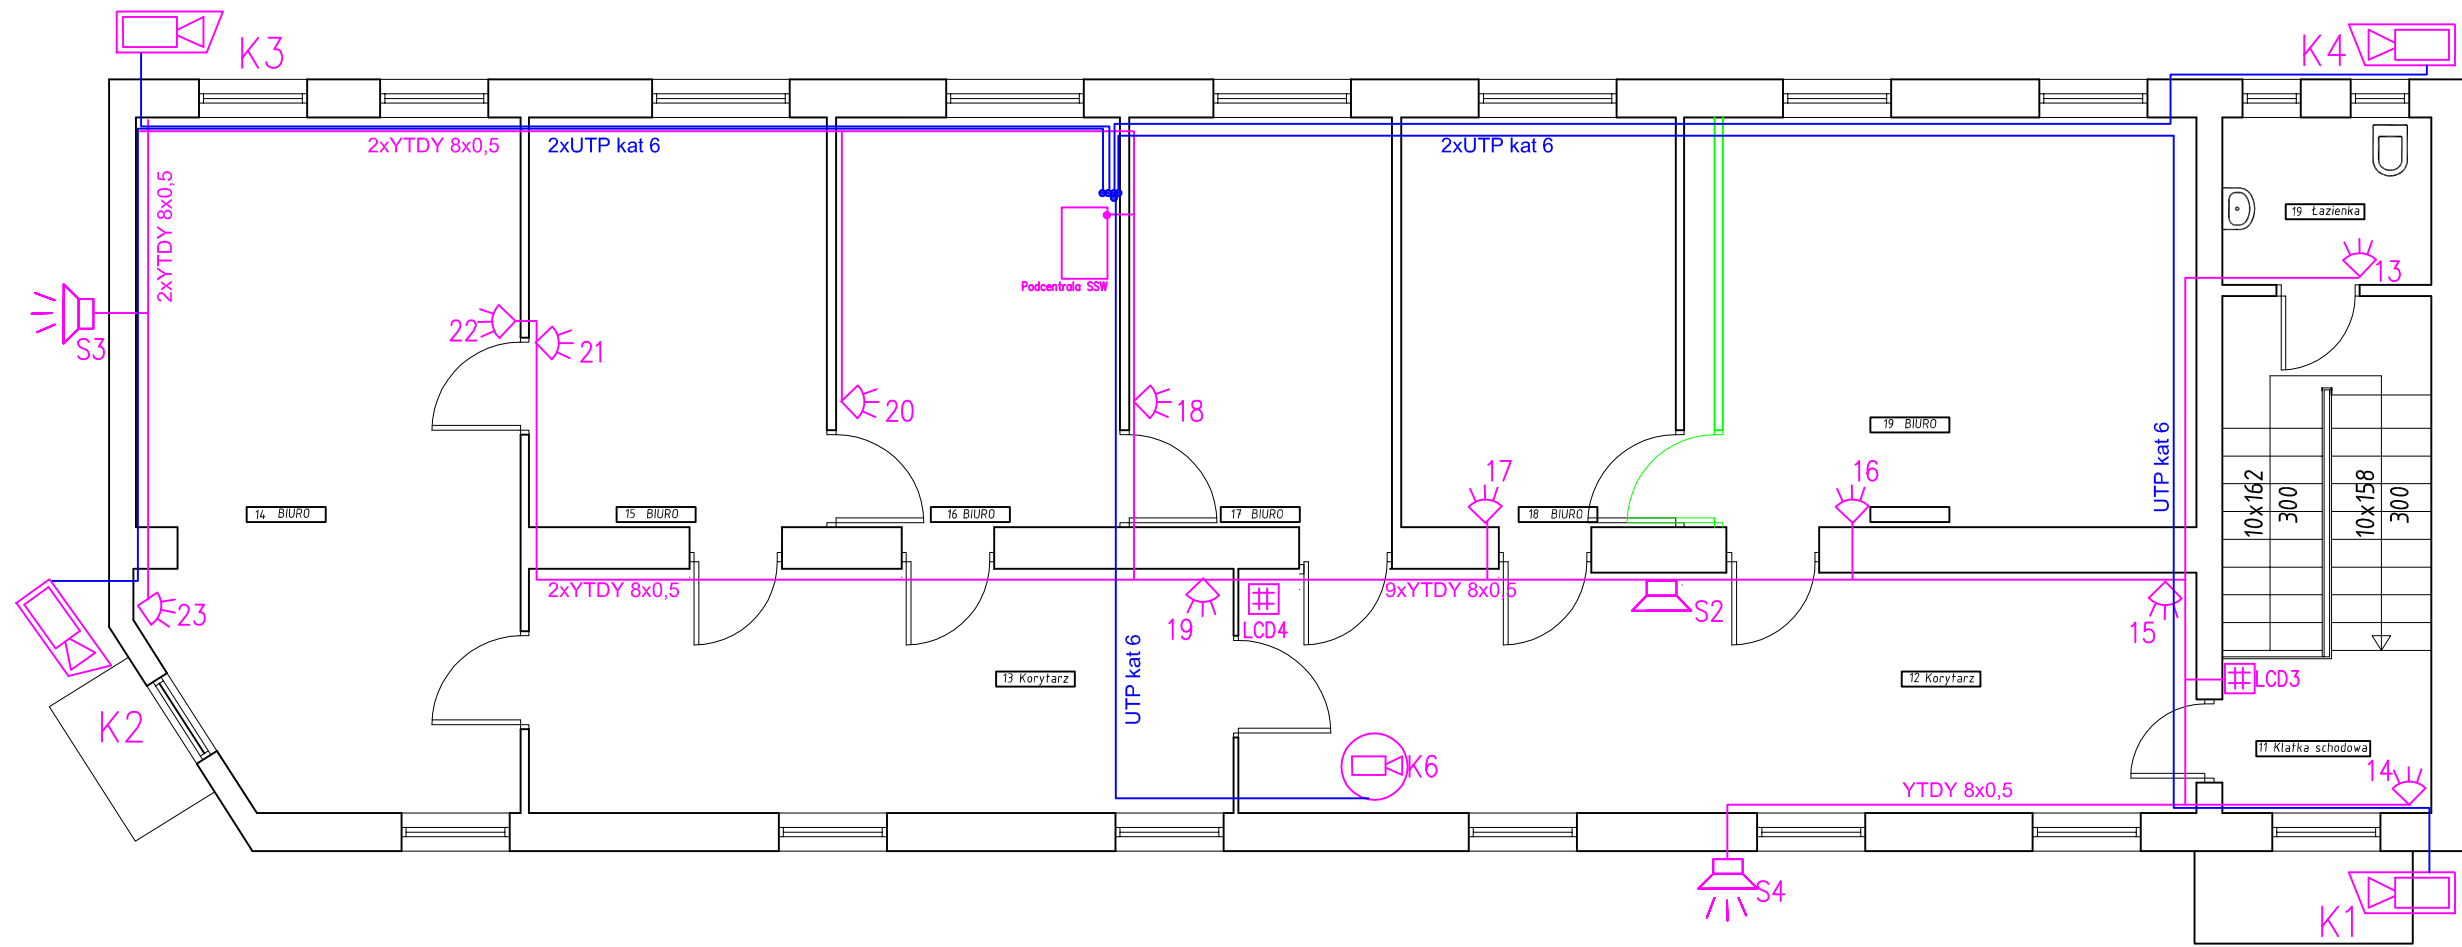 K3
K4
2xYTDY 8x0,5
2xUTP kat 6
2xUTP kat 6
2xYTDY 8x0,5
19 Łazienka
13
Podcentrala SSW
S3
22
21
20
18
19 BIURO
UTP kat 6
17
16
10x162
300
10x158
300
14 BIURO
15 BIURO
16 BIURO
17 BIURO
18 BIURO
2xYTDY 8x0,5
9xYTDY 8x0,5
23
19
LCD4
S2
15
UTP kat 6
13 Korytarz
12 Korytarz
LCD3
K2
11 Klatka schodowa
K6
14
YTDY 8x0,5
S4
K1